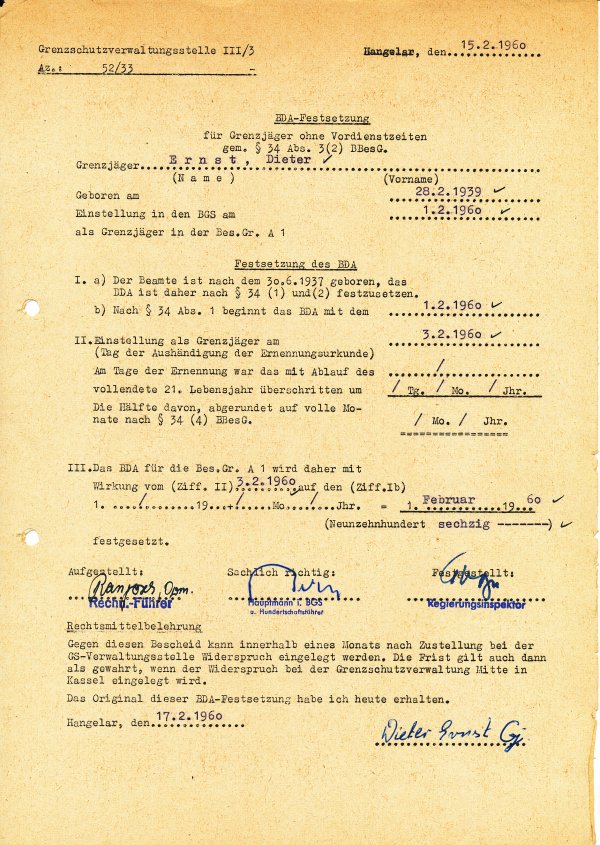 Grenzschutzverwaltungsstelle III/3
Hangelar, den 15.2.1960
Az.: 52/33 -
BDA-Festsetzung
für Grenzjäger ohne Vordienstzeiten
gem. § 34 Abs. 3(2) BBesG.
Grenzjäger Ernst, Dieter
(Name) (Vorname)
Geboren am 28.2.1939
Einstellung in den BGS am 1.2.1960
als Grenzjäger in der Bes.Gr. A 1
Festsetzung des BDA
I. a) Der Beamte ist nach dem 30.6.1937 geboren, das
BDA ist daher nach § 34 (1) und(2) festzusetzen.
b) Nach § 34 Abs. 1 beginnt das BDA mit dem 1.2.1960
II. Einstellung als Grenzjäger am 3.2.1960
(Tag der Aushändigung der Ernennungsurkunde)
Am Tage der Ernennung war das mit Ablauf des /
vollendete 21. Lebensjahr überschritten um / Tg. / Mo. / Jhr.
Die Hälfte davon, abgerundet auf volle Mo-
nate nach § 34 (4) BBesG. / Mo. / Jhr.
III. Das BDA für die Bes.Gr. A 1 wird daher mit
Wirkung vom (Ziff. II) 3.2.1960 auf den (Ziff.Ib)
1. / 19 + / Mo / Jhr. = 1. Februar 19 60
(Neunzehnhundert sechzig -------)
festgesetzt.
Aufgestellt: Sachlich richtig: Festgestellt:
Rechn.-Führer
Hauptmann i. BGS
u. Hundertschaftsführer
Regierungsinspektor
Rechtsmittelbelehrung
Gegen diesen Bescheid kann innerhalb eines Monats nach Zustellung bei der
GS-Verwaltungsstelle Widerspruch eingelegt werden. Die Frist gilt auch dann
als gewahrt, wenn der Widerspruch bei der Grenzschutzverwaltung Mitte in
Kassel eingelegt wird.
Das Original dieser BDA-Festsetzung habe ich heute erhalten.
Hangelar, den 17.2.1960
Dieter Ernst Gj.